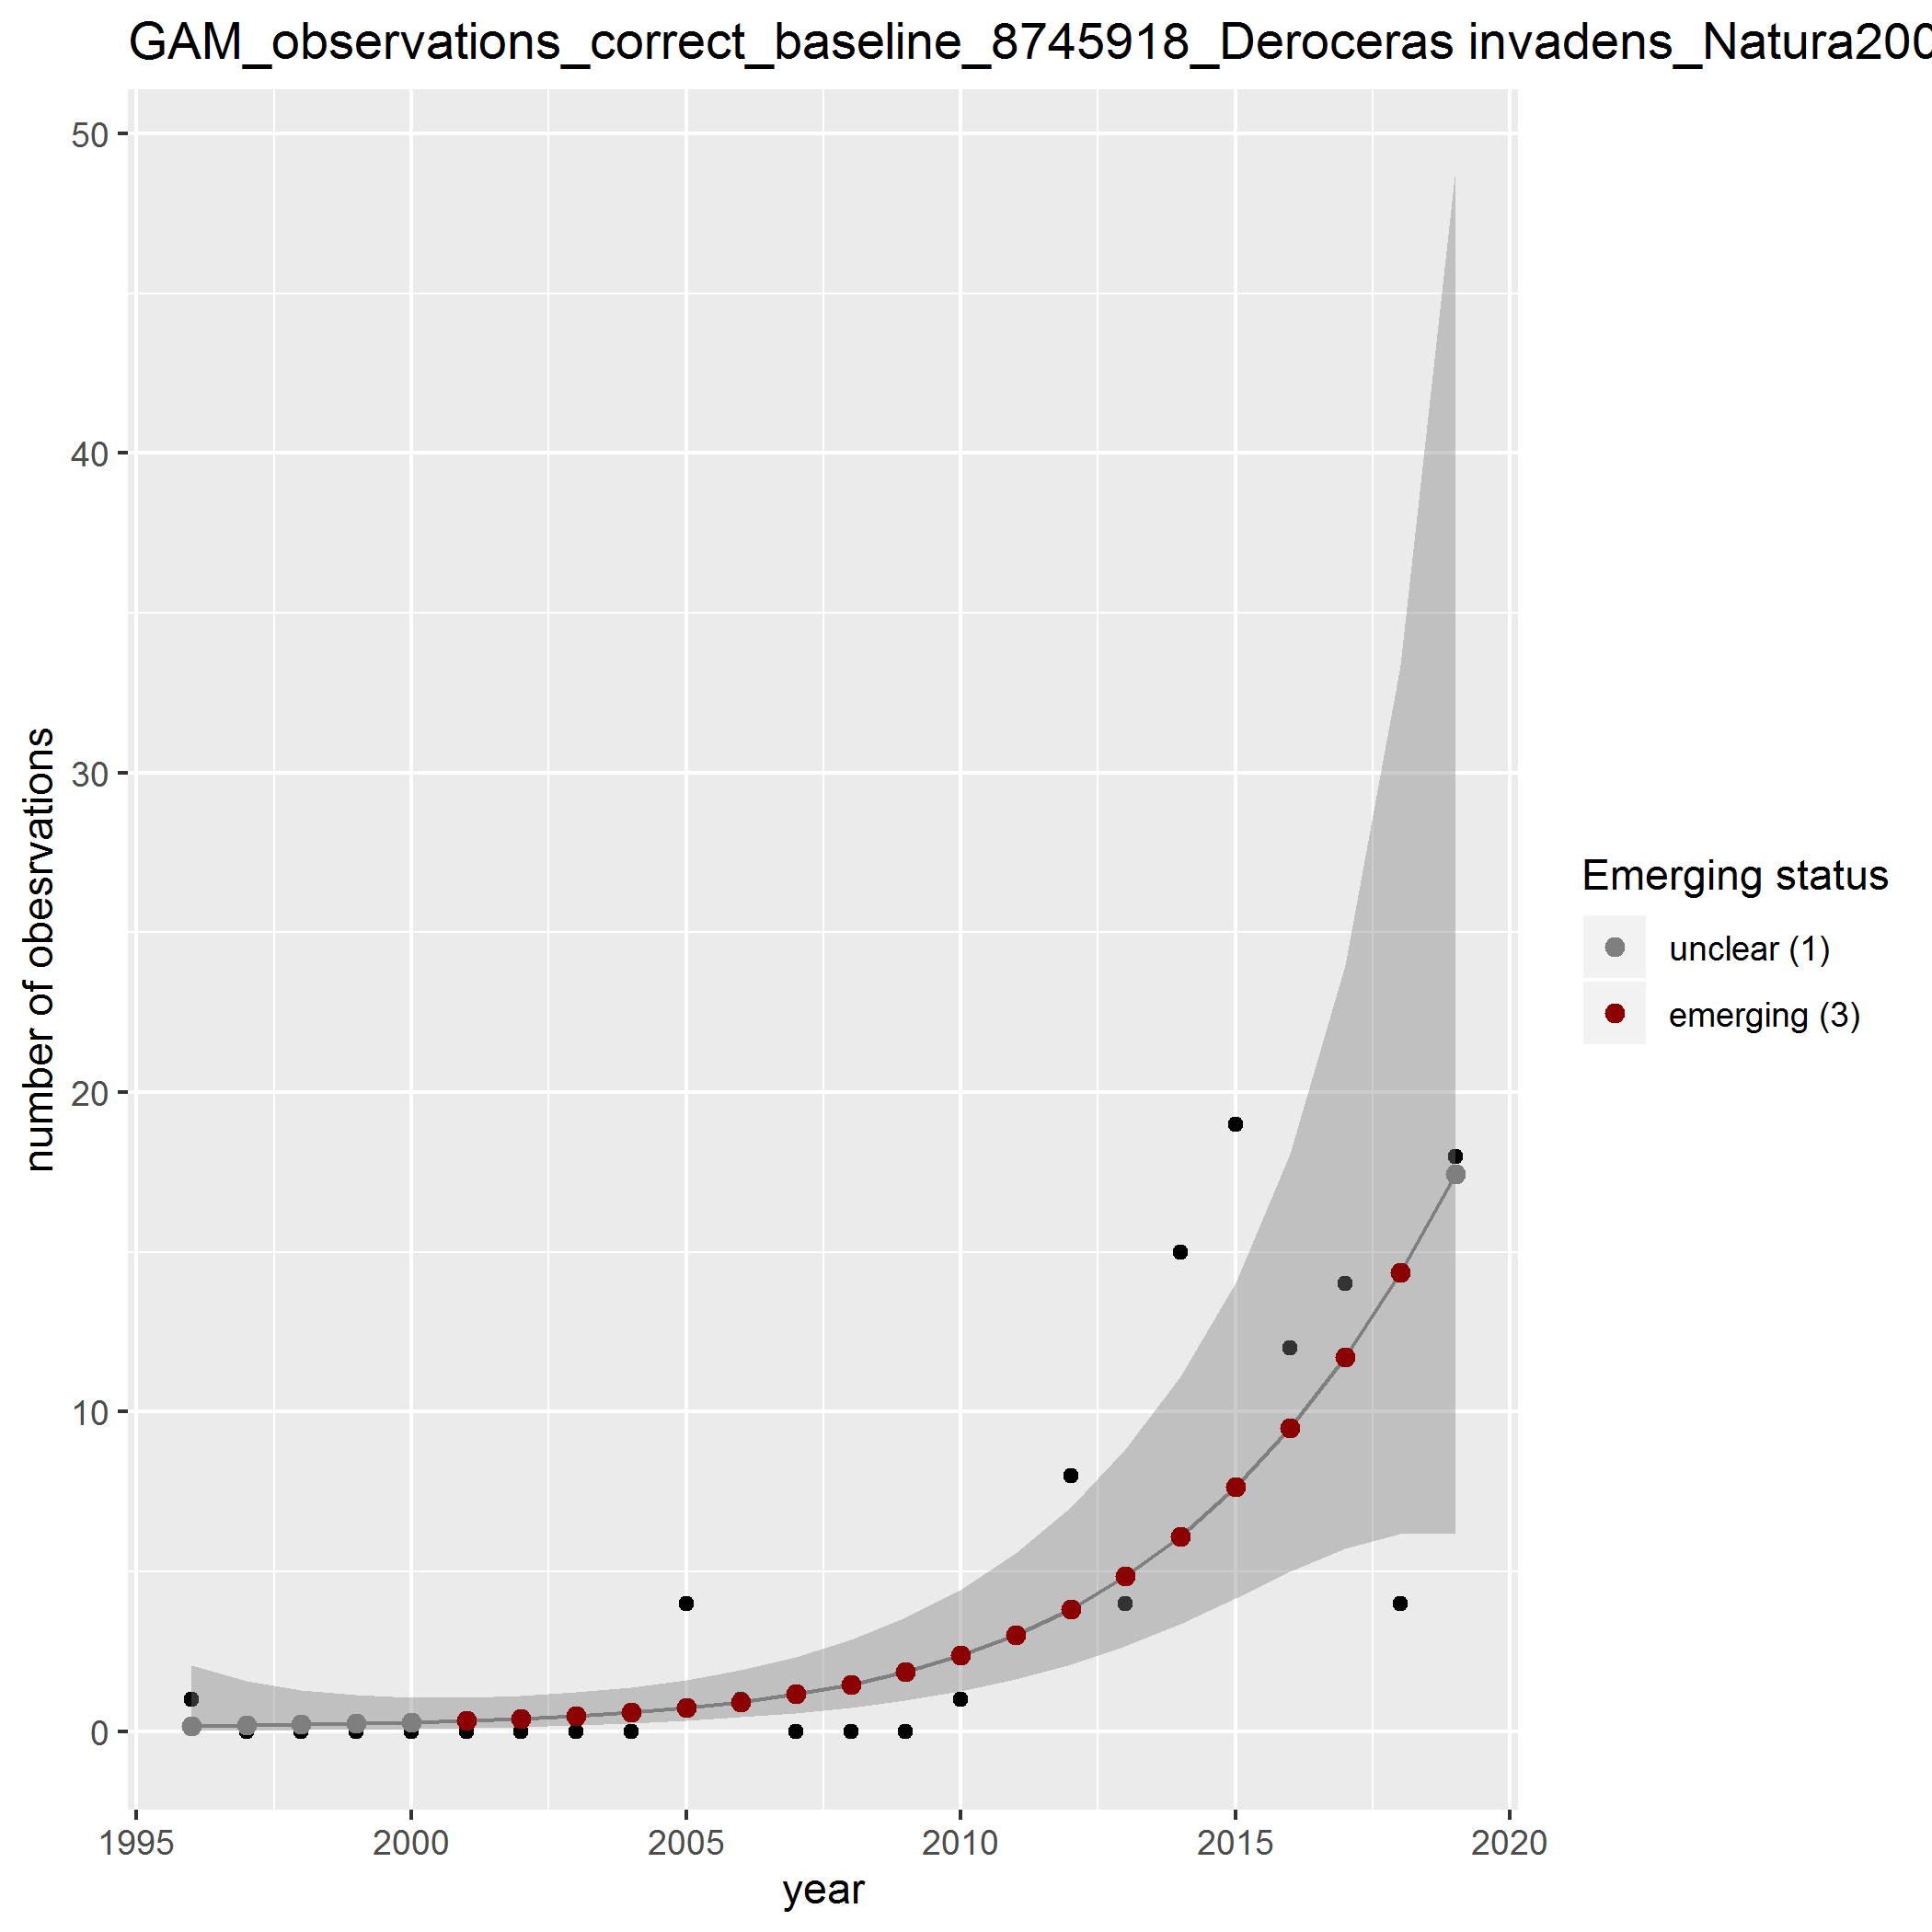 GAM_observations_correct_baseline_8745918_Deroceras invadens_Natura200
50
40
30
20
10
0
number of obesrvations
1995
2000
2005
2010
2015
2020
year
Emerging status
unclear (1)
emerging (3)